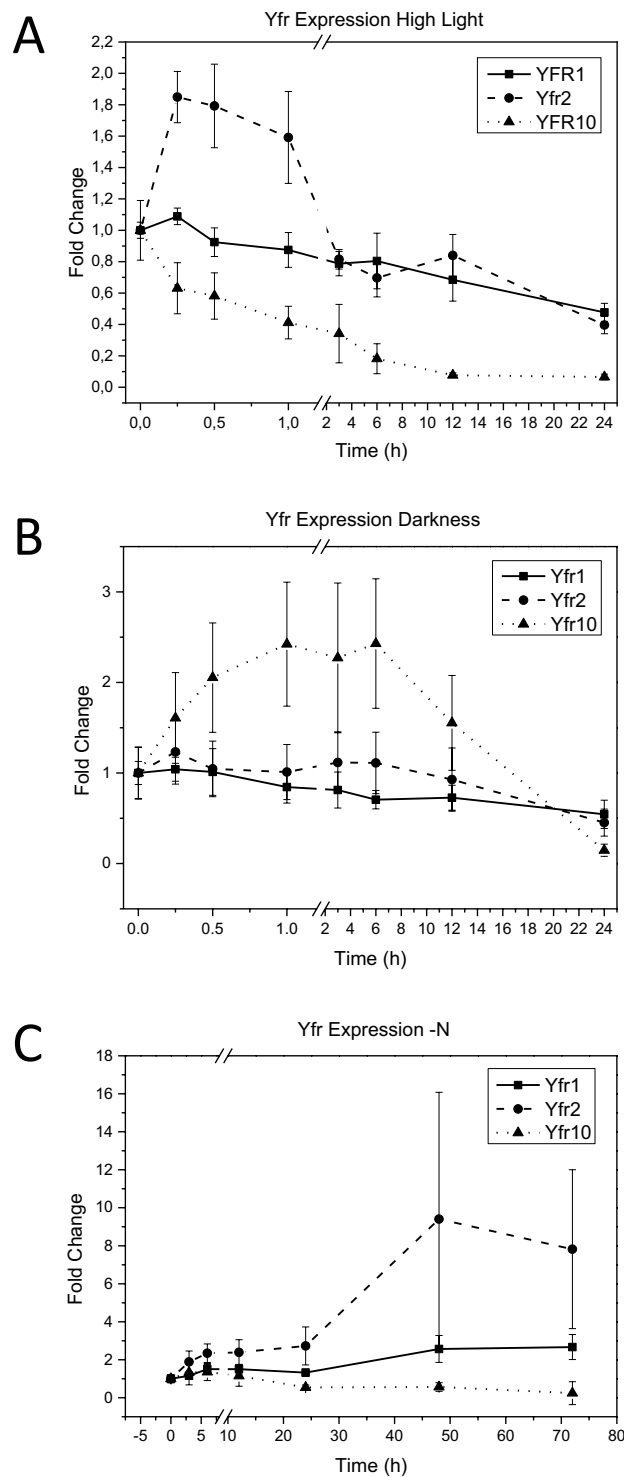 A
Yfr Expression High Light
2,2
2,0
1,8
1,6
1,4
1,2
1,0
0,8
0,6
0,4
0,2
0,0
Fold Change
YFR1
Yfr2
YFR10
0,0 0,5 1,0 2 4 6 8 10 12 14 16 18 20 22 24
Time (h)
B
Yfr Expression Darkness
3
2
1
0
Fold Change
Yfr1
Yfr2
Yfr10
0.0 0.5 1.0 2 4 6 8 10 12 14 16 18 20 22 24
Time (h)
C
Yfr Expression -N
18
16
14
12
10
8
6
4
2
0
Fold Change
Yfr1
Yfr2
Yfr10
-5 0 5 10 20 30 40 50 60 70 80
Time (h)